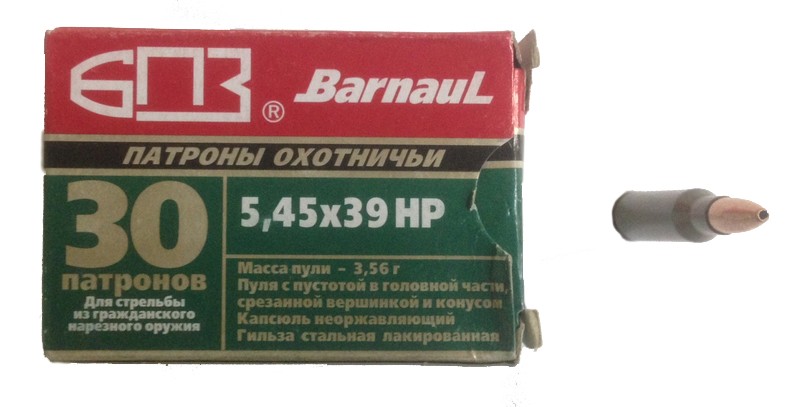 БПЗ ® Barnaul
ПАТРОНЫ ОХОТНИЧЬИ
30
патронов
Для стрельбы
из гражданского
нарезного оружия
5,45х39 HP
Масса пули – 3,56 г
Пуля с пустотой в головной части,
срезанной вершинкой и конусом
Капсюль неоржавляющий
Гильза стальная лакированная